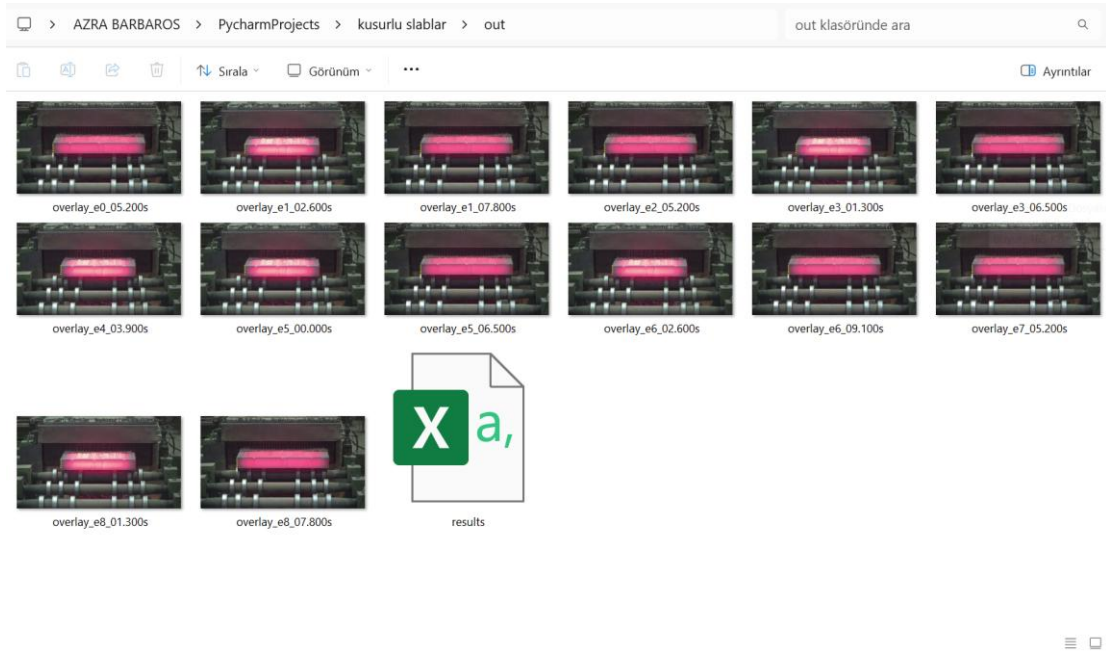 AZRA BARBAROS > PycharmProjects > kusurlu slablar > out
out klasöründe ara
Sırala
Görünüm
Ayrıntılar
overlay_e0_05.200s
overlay_e1_02.600s
overlay_e1_07.800s
overlay_e2_05.200s
overlay_e3_01.300s
overlay_e3_06.500s
overlay_e4_03.900s
overlay_e5_00.000s
overlay_e5_06.500s
overlay_e6_02.600s
overlay_e6_09.100s
overlay_e7_05.200s
X a,
overlay_e8_01.300s
overlay_e8_07.800s
results